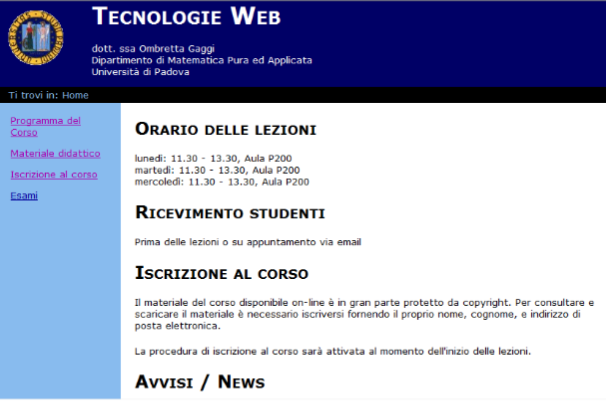 TECNOLOGIE WEB
dott. ssa Ombretta Gaggi
Dipartimento di Matematica Pura ed Applicata
Università di Padova
Ti trovi in: Home
Programma del
Corso
Materiale didattico
Iscrizione al corso
Esami
ORARIO DELLE LEZIONI
lunedì: 11.30 - 13.30, Aula P200
martedì: 11.30 - 13.30, Aula P200
mercoledì: 11.30 - 13.30, Aula P200
RICEVIMENTO STUDENTI
Prima delle lezioni o su appuntamento via email
ISCRIZIONE AL CORSO
Il materiale del corso disponibile on-line è in gran parte protetto da copyright. Per consultare e
scaricare il materiale è necessario iscriversi fornendo il proprio nome, cognome, e indirizzo di
posta elettronica.
La procedura di iscrizione al corso sarà attivata al momento dell'inizio delle lezioni.
AVVISI / NEWS